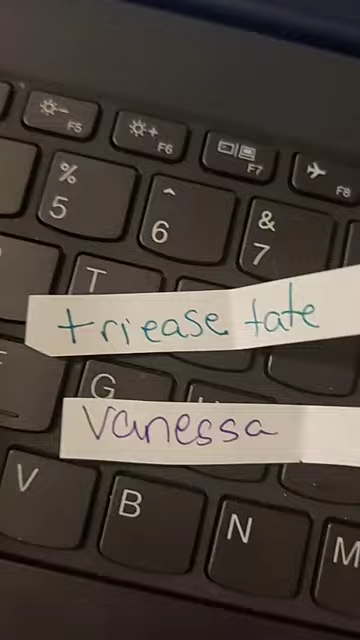 F5 F6 F7 F8
% ^ &
5 6 7
T
triease tate
G
vanessa
V B N M